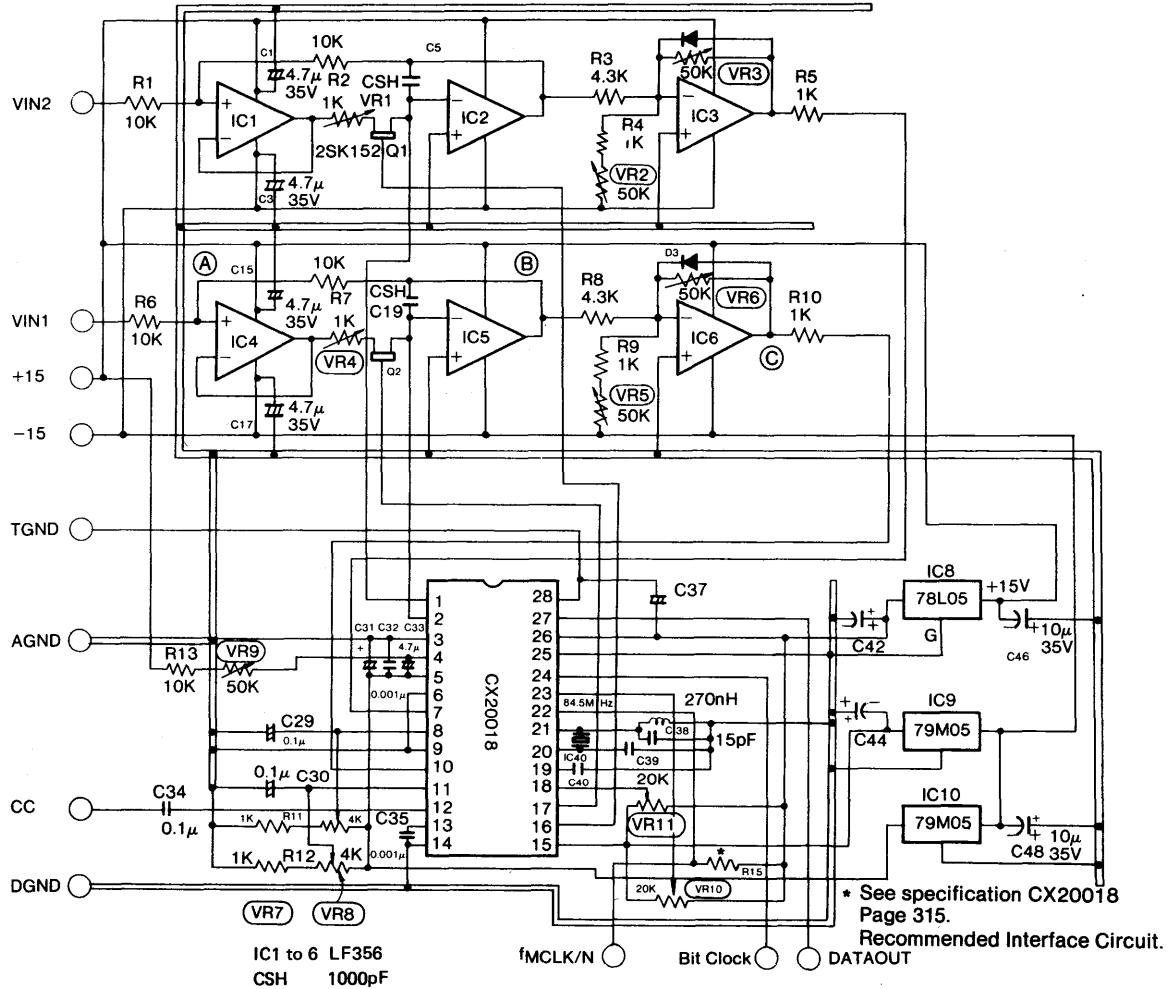 VIN2
R1
10K
IC1
+
−
C1
4.7µ
35V
10K
R2
1K
VR1
2SK152 Q1
4.7µ
35V
C3
C5
CSH
IC2
−
+
R3
4.3K
50K
VR3
R4
1K
VR2
50K
IC3
−
+
R5
1K
A
C15
B
VIN1
R6
10K
IC4
+
−
4.7µ
35V
10K
R7
1K
VR4
4.7µ
35V
C17
CSH
C19
Q2
IC5
−
+
R8
4.3K
D3
50K
VR6
R9
1K
VR5
50K
IC6
−
+
R10
1K
C
+15
−15
TGND
AGND
R13
10K
VR9
50K
C31
C32
C33
+
4.7µ
0.001µ
C29
0.1µ
0.1µ
C30
CC
C34
0.1µ
1K
R11
4K
1K
R12
4K
C35
0.001µ
DGND
VR7
VR8
CX20018
1
2
3
4
5
6
7
8
9
10
11
12
13
14
28
27
26
25
24
23
22
21
20
19
18
17
16
15
C37
84.5M Hz
270nH
C38
15pF
IC40
C39
C40
20K
VR11
*
R15
20K
VR10
IC8
78L05
+15V
G
+
C42
+
10µ
35V
C46
IC9
79M05
+
−
+
C44
IC10
79M05
+
+
C48
10µ
35V
* See specification CX20018
Page 315.
Recommended Interface Circuit.
fMCLK/N
Bit Clock
DATAOUT
IC1 to 6 LF356
CSH 1000pF